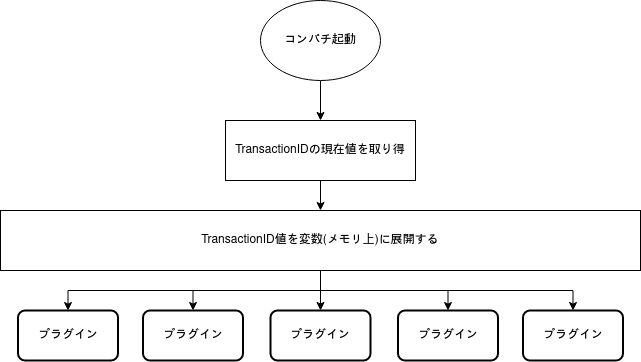 コンパチ起動
TransactionIDの現在値を取り得
TransactionID値を変数(メモリ上)に展開する
プラグイン
プラグイン
プラグイン
プラグイン
プラグイン